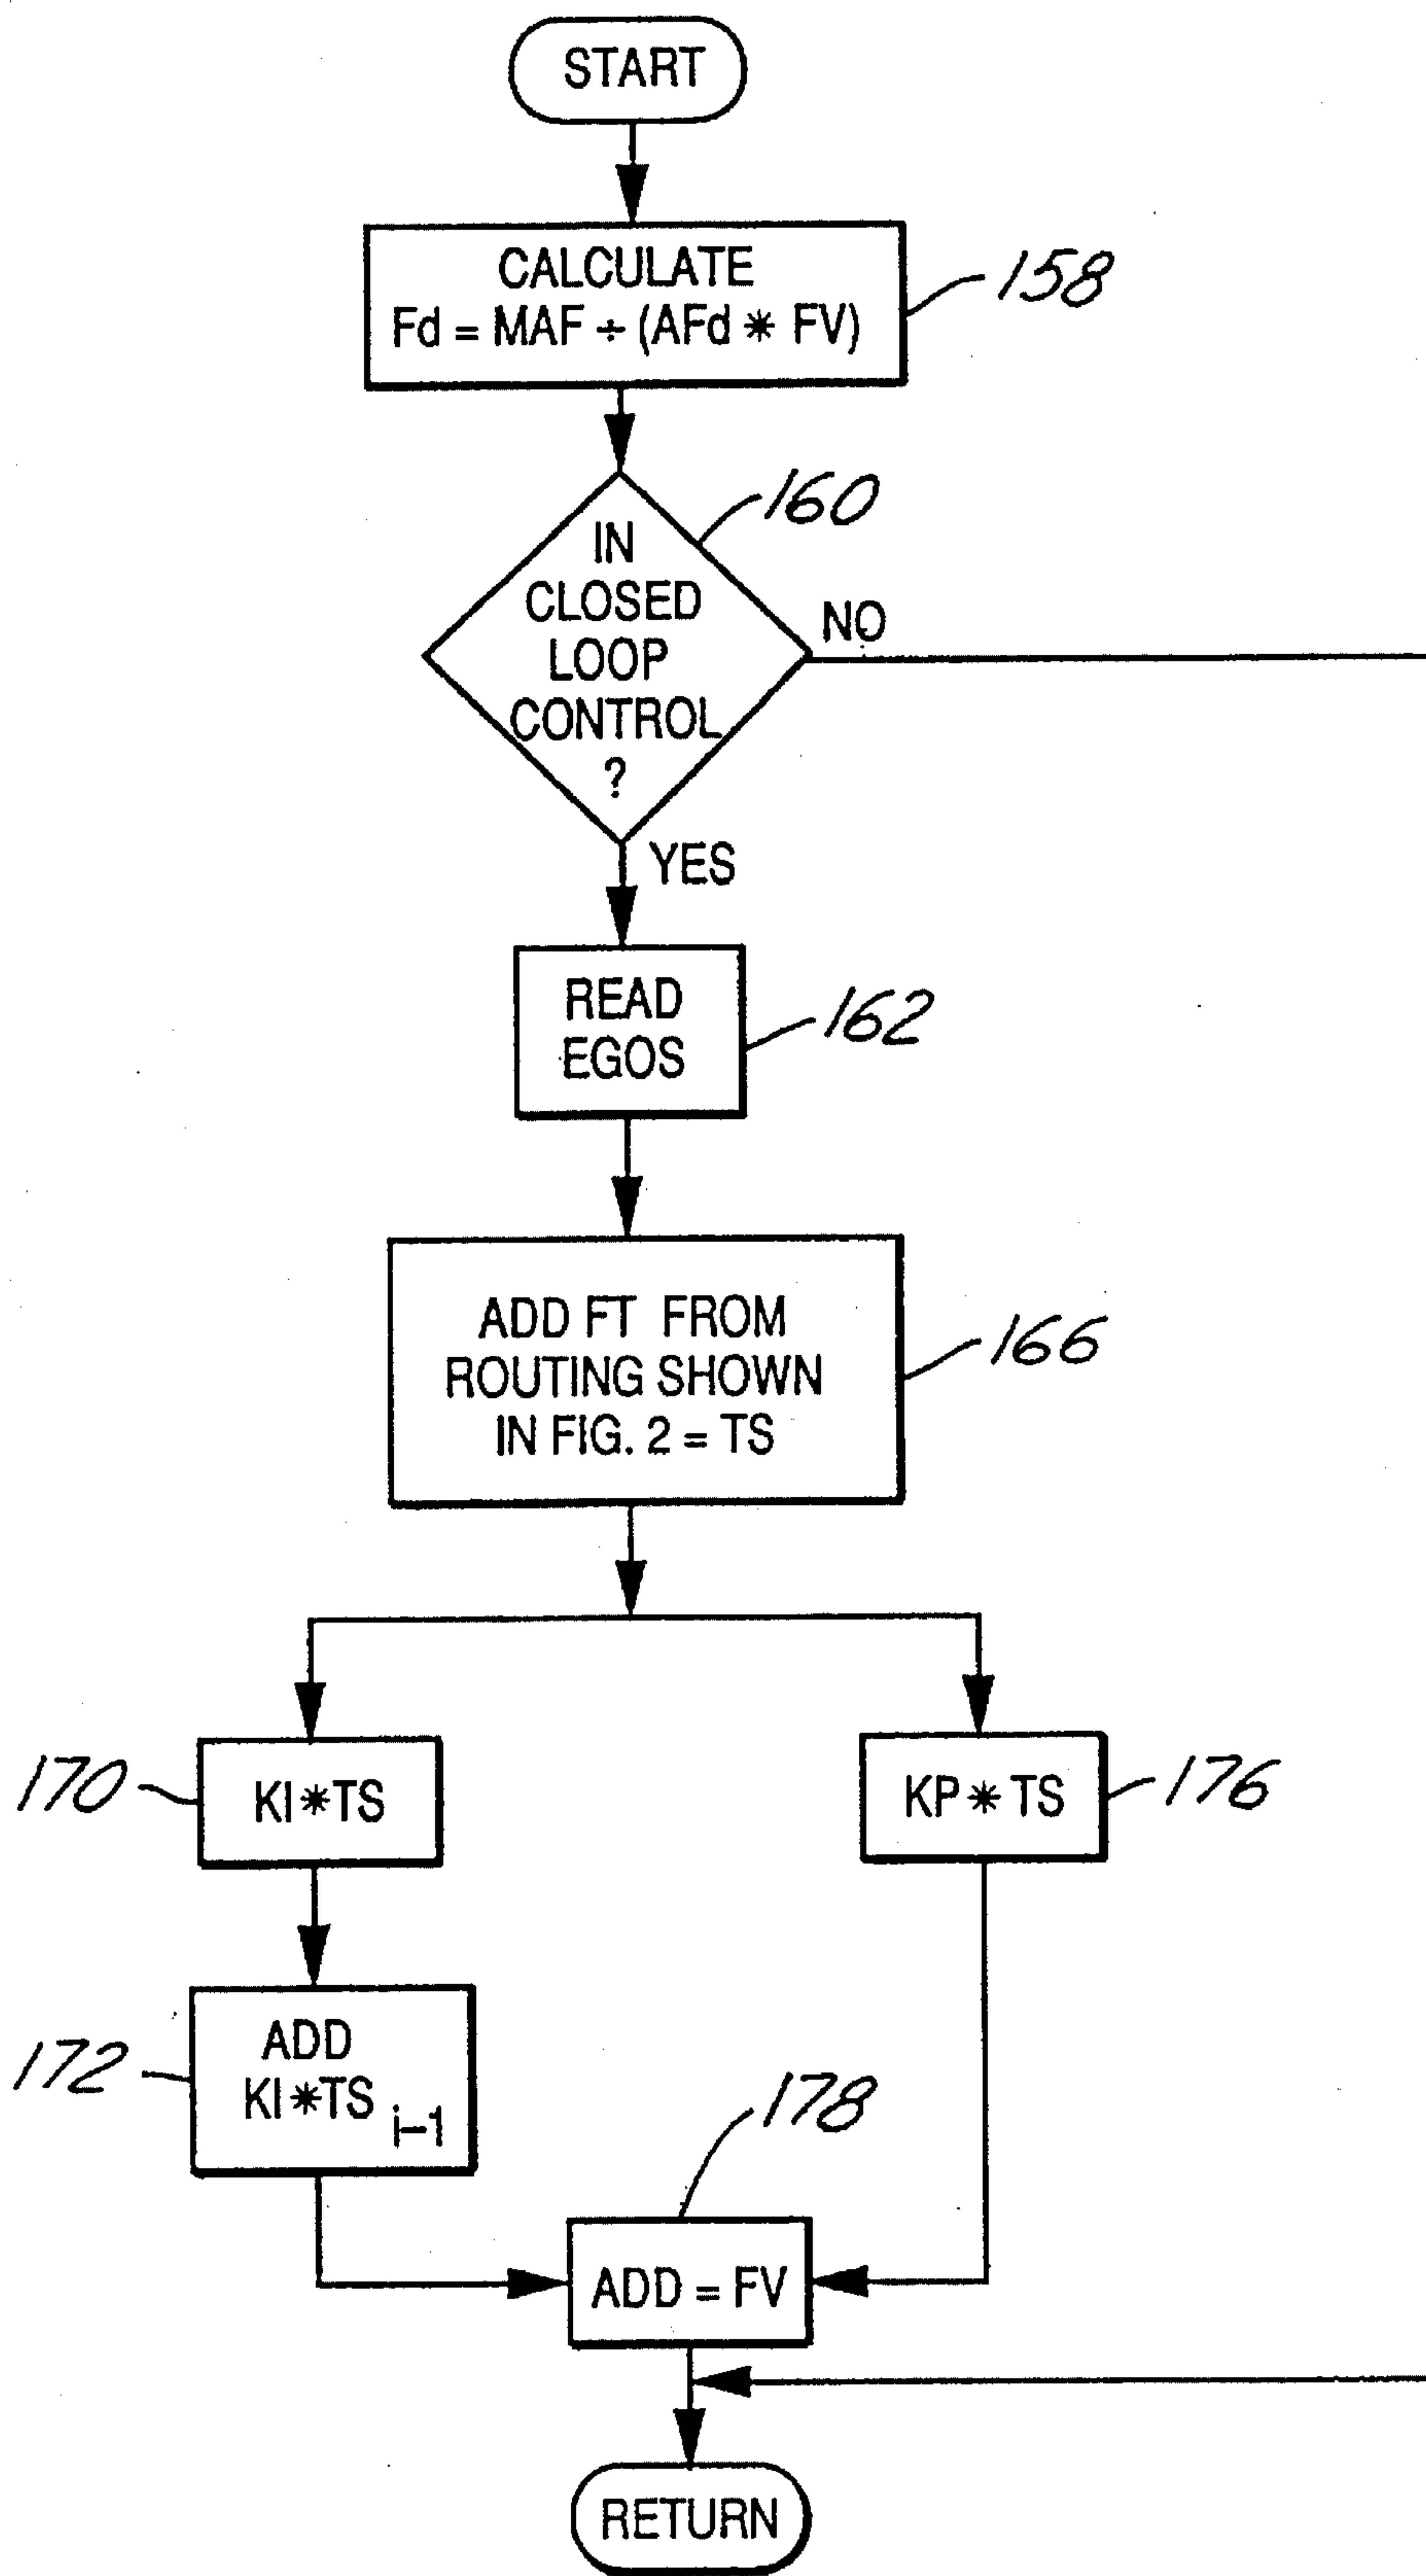 START
CALCULATE
Fd = MAF ÷ (AFd * FV)
158
160
IN
CLOSED
LOOP
CONTROL
?
NO
YES
READ
EGOS
162
ADD FT FROM
ROUTING SHOWN
IN FIG. 2 = TS
166
170
KI*TS
KP * TS
176
172
ADD
KI*TS i–1
178
ADD = FV
RETURN